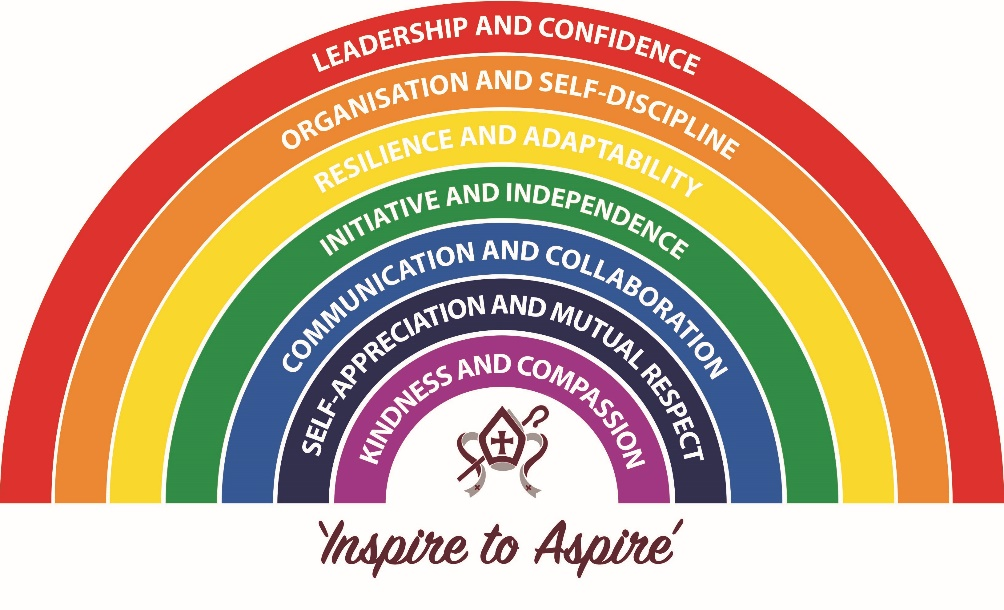 LEADERSHIP AND CONFIDENCE
ORGANISATION AND SELF-DISCIPLINE
RESILIENCE AND ADAPTABILITY
INITIATIVE AND INDEPENDENCE
COMMUNICATION AND COLLABORATION
SELF-APPRECIATION AND MUTUAL RESPECT
KINDNESS AND COMPASSION
'Inspire to Aspire'